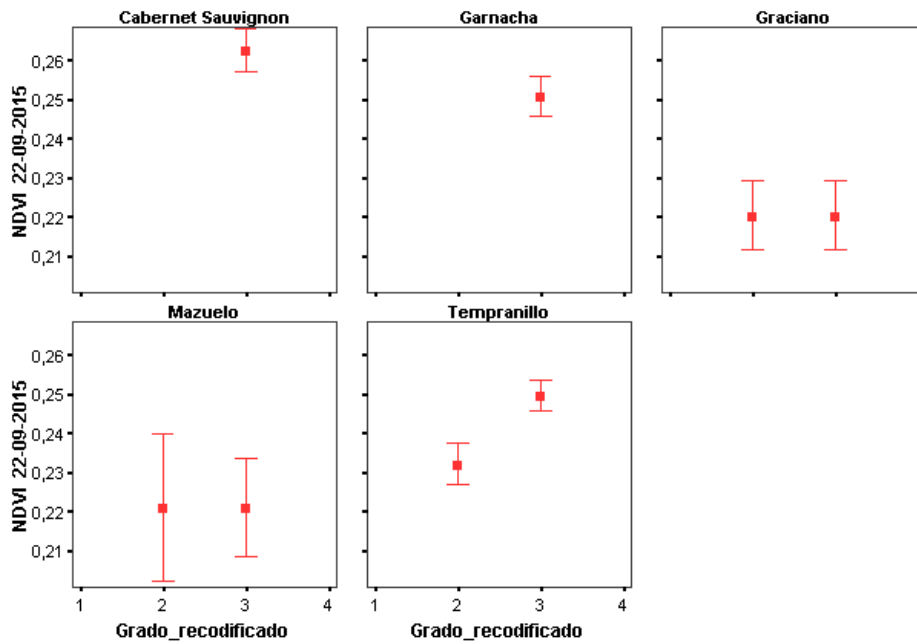 Cabernet Sauvignon
Garnacha
Graciano
NDVI 22-09-2015
0,26
0,25
0,24
0,23
0,22
0,21
Mazuelo
Tempranillo
NDVI 22-09-2015
0,26
0,25
0,24
0,23
0,22
0,21
1 2 3 4
1 2 3 4
Grado_recodificado
Grado_recodificado